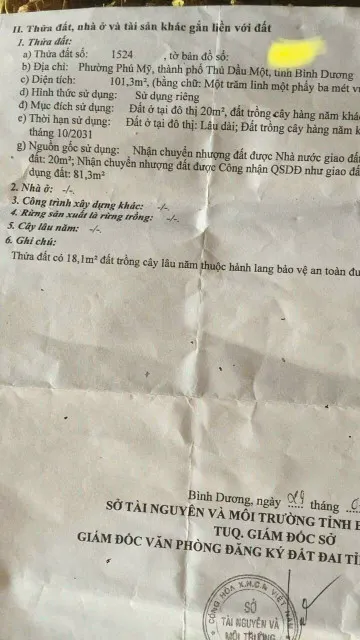 II. Thửa đất, nhà ở và tài sản khác gắn liền với đất
1. Thửa đất:
a) Thửa đất số: 1524 , tờ bản đồ số:
b) Địa chỉ: Phường Phú Mỹ, thành phố Thủ Dầu Một, tỉnh Bình Dương
c) Diện tích: 101,3m², (bằng chữ: Một trăm linh một phẩy ba mét v
d) Hình thức sử dụng: Sử dụng riêng
đ) Mục đích sử dụng: Đất ở tại đô thị 20m², đất trồng cây hàng năm khá
e) Thời hạn sử dụng: Đất ở tại đô thị: Lâu dài; Đất trồng cây hàng năm k
tháng 10/2031
g) Nguồn gốc sử dụng: Nhận chuyển nhượng đất được Nhà nước giao đất
đất: 20m²; Nhận chuyển nhượng đất được Công nhận QSDĐ như giao đấ
dụng đất: 81,3m²
2. Nhà ở: -/-
3. Công trình xây dựng khác: -/-
4. Rừng sản xuất là rừng trồng: -/-
5. Cây lâu năm: -/-
6. Ghi chú:
Thửa đất có 18,1m² đất trồng cây lâu năm thuộc hành lang bảo vệ an toàn đư
Bình Dương, ngày 29 tháng
SỞ TÀI NGUYÊN VÀ MÔI TRƯỜNG TỈNH B
TUQ. GIÁM ĐỐC SỞ
GIÁM ĐỐC VĂN PHÒNG ĐĂNG KÝ ĐẤT ĐAI TỈ
CỘNG HÒA X.H.C.N VIỆT NAM
SỞ
TÀI NGUYÊN VÀ
MÔI TRƯỜNG